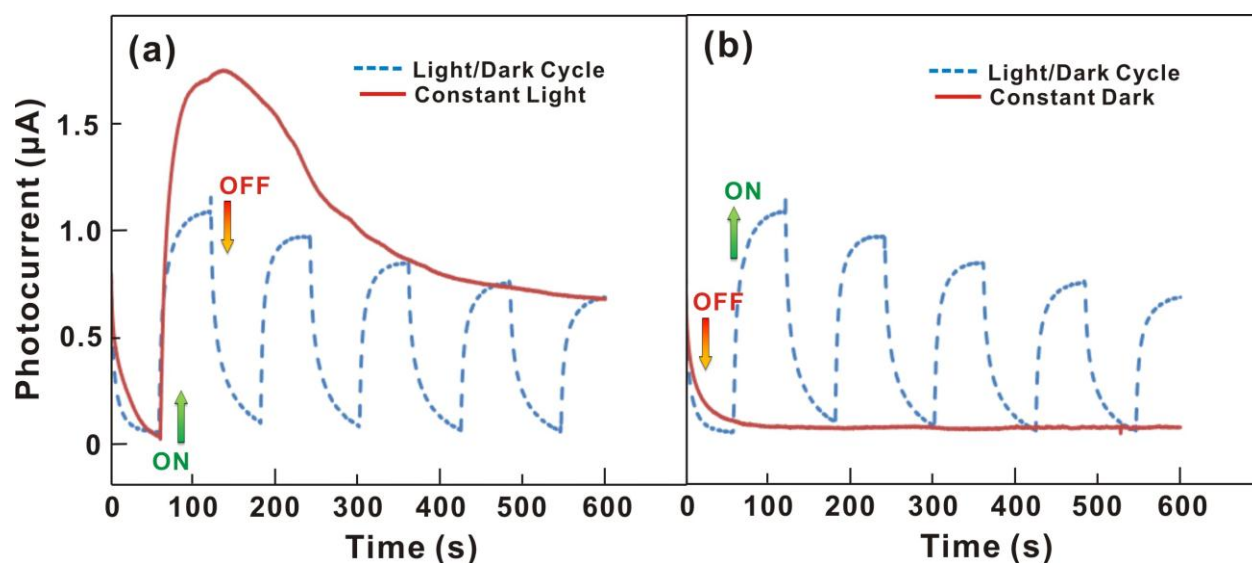 (a)
Light/Dark Cycle
Constant Light
OFF
ON
Photocurrent (μA)
1.5
1.0
0.5
0
0 100 200 300 400 500 600
Time (s)
(b)
Light/Dark Cycle
Constant Dark
ON
OFF
0 100 200 300 400 500 600
Time (s)